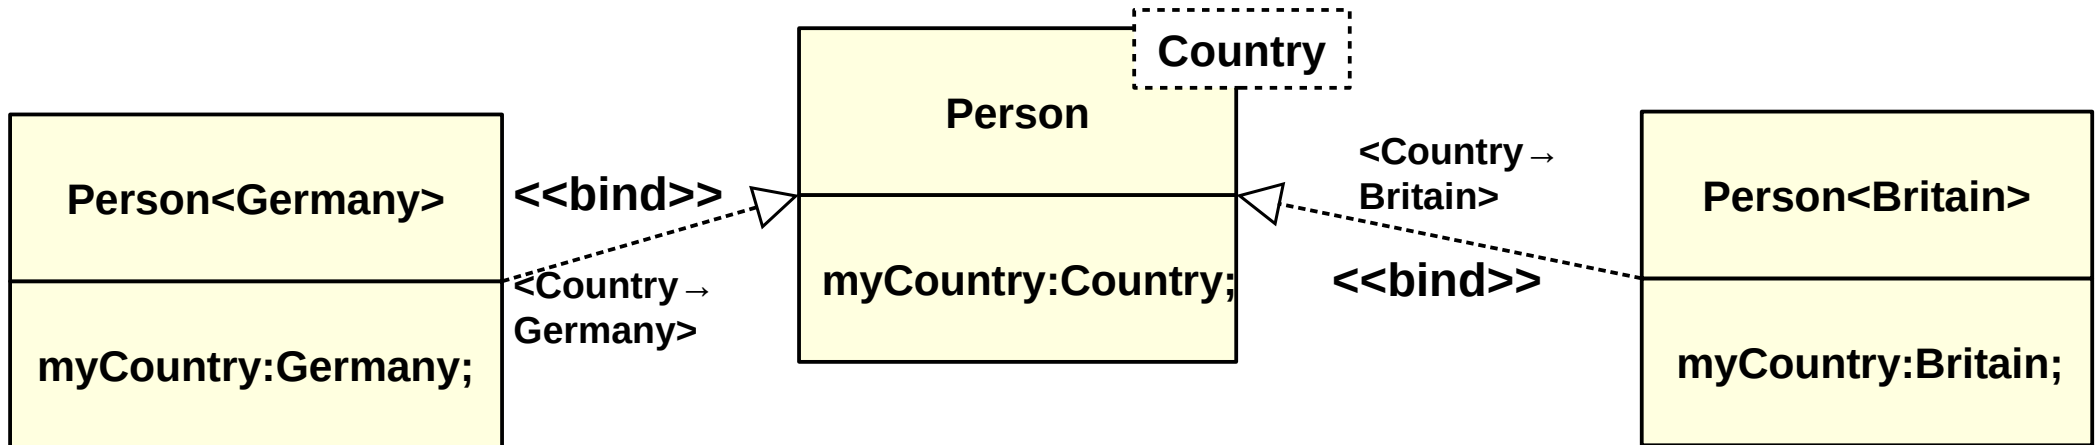 Country
Person
myCountry:Country;
Person<Germany>
myCountry:Germany;
<<bind>>
<Country→
Germany>
<Country→
Britain>
<<bind>>
Person<Britain>
myCountry:Britain;